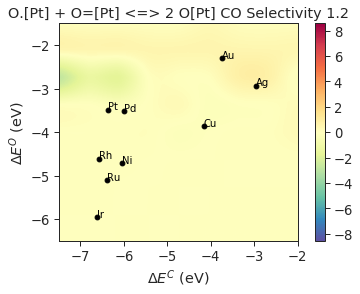 O.[Pt] + O=[Pt] <=> 2 O[Pt] CO Selectivity 1.2
ΔE^O (eV)
−2
−3
−4
−5
−6
Au
Ag
Pt
Pd
Cu
Rh
Ni
Ru
Ir
−7
−6
−5
−4
−3
−2
ΔE^C (eV)
8
6
4
2
0
−2
−4
−6
−8